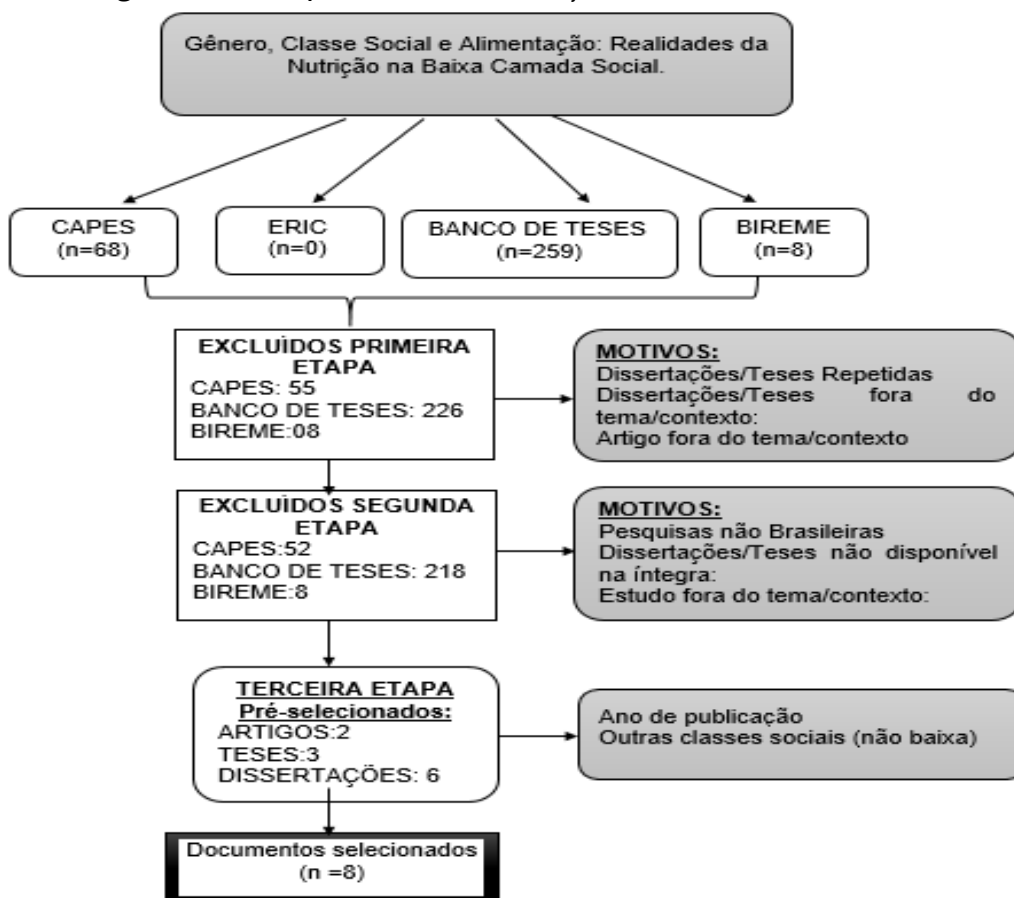 Gênero, Classe Social e Alimentação: Realidades da
Nutrição na Baixa Camada Social.
CAPES
(n=68)
ERIC
(n=0)
BANCO DE TESES
(n=259)
BIREME
(n=8)
EXCLUÍDOS PRIMEIRA
ETAPA
CAPES: 55
BANCO DE TESES: 226
BIREME:08
MOTIVOS:
Dissertações/Teses Repetidas
Dissertações/Teses fora do
tema/contexto:
Artigo fora do tema/contexto
EXCLUÍDOS SEGUNDA
ETAPA
CAPES:52
BANCO DE TESES: 218
BIREME:8
MOTIVOS:
Pesquisas não Brasileiras
Dissertações/Teses não disponível
na íntegra:
Estudo fora do tema/contexto:
TERCEIRA ETAPA
Pré-selecionados:
ARTIGOS:2
TESES:3
DISSERTAÇÕES: 6
Ano de publicação
Outras classes sociais (não baixa)
Documentos selecionados
(n =8)